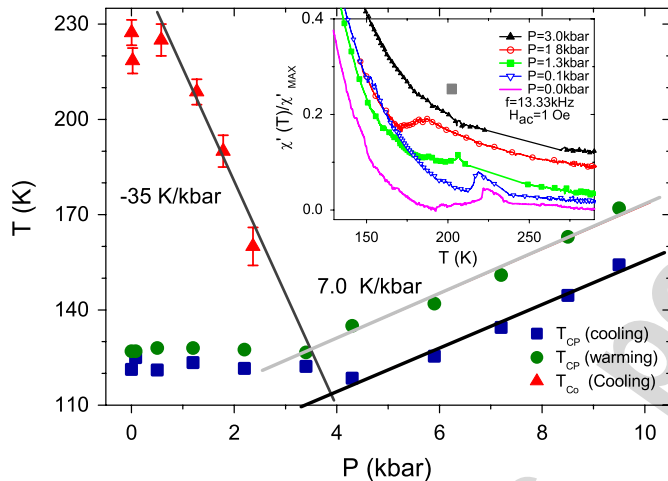 230
200
170
140
110
T (K)
0
2
4
6
8
10
P (kbar)
-35 K/kbar
7.0 K/kbar
T_CP (cooling)
T_CP (warming)
T_Co (Cooling)
0.4
0.2
0.0
χ'(T)/χ'_MAX
150
200
250
T (K)
P=3.0kbar
P=1 8kbar
P=1.3kbar
P=0.1kbar
P=0.0kbar
f=13.33kHz
H_ac=1 Oe